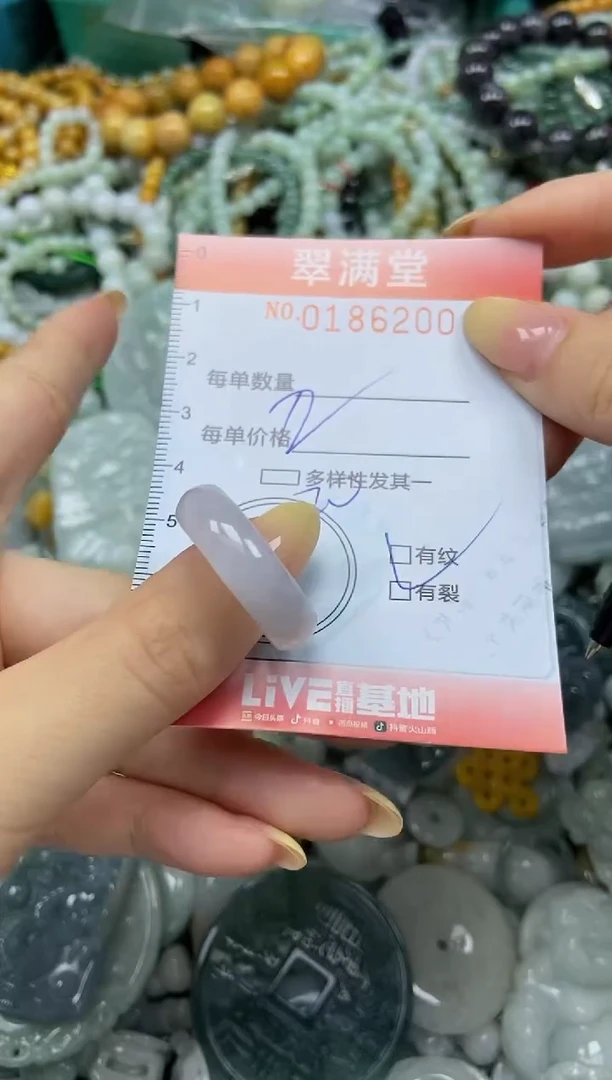 0
翠满堂
1
NO.0186200
2
每单数量
3
每单价格
4
多样性发其一
5
有纹
有裂
LiVE直播基地
今日头条 抖音 抖音火山版